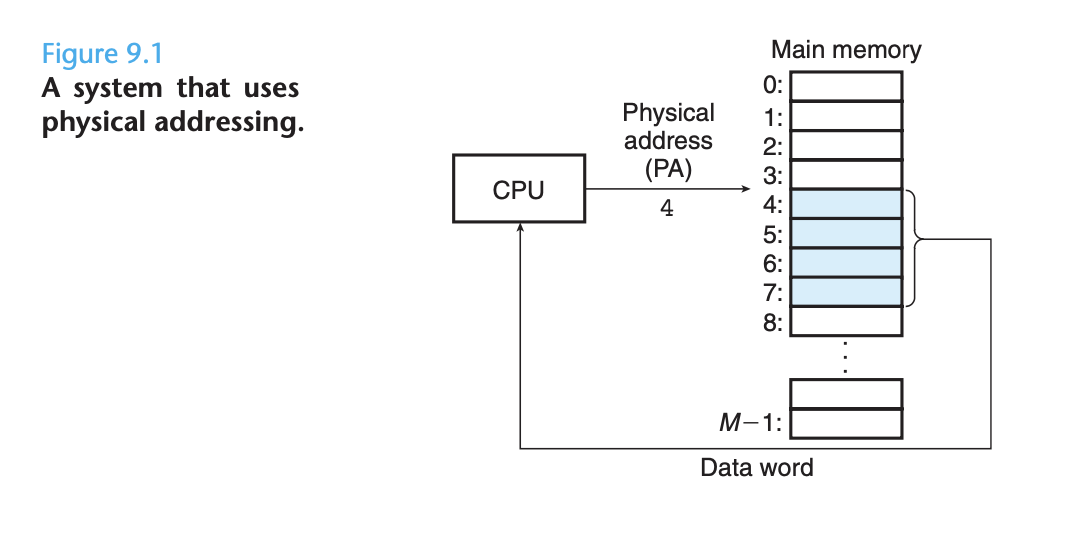 Figure 9.1
A system that uses
physical addressing.
Main memory
0:
1:
2:
3:
4:
5:
6:
7:
8:
M−1:
Physical
address
(PA)
4
CPU
Data word